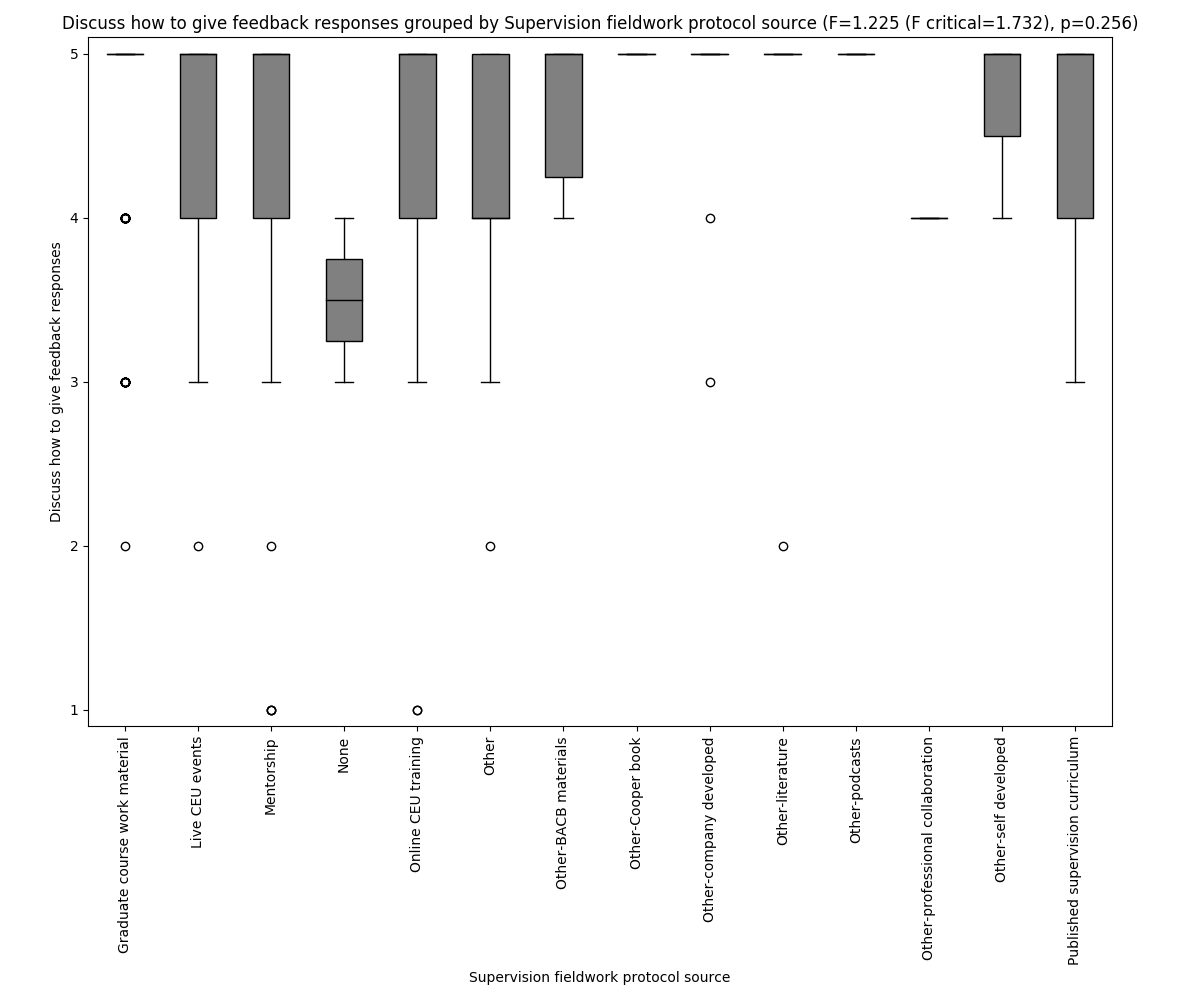 Discuss how to give feedback responses grouped by Supervision fieldwork protocol source (F=1.225 (F critical=1.732), p=0.256)
Discuss how to give feedback responses
5
4
3
2
1
Graduate course work material
Live CEU events
Mentorship
None
Online CEU training
Other
Other-BACB materials
Other-Cooper book
Other-company developed
Other-literature
Other-podcasts
Other-professional collaboration
Other-self developed
Published supervision curriculum
Supervision fieldwork protocol source